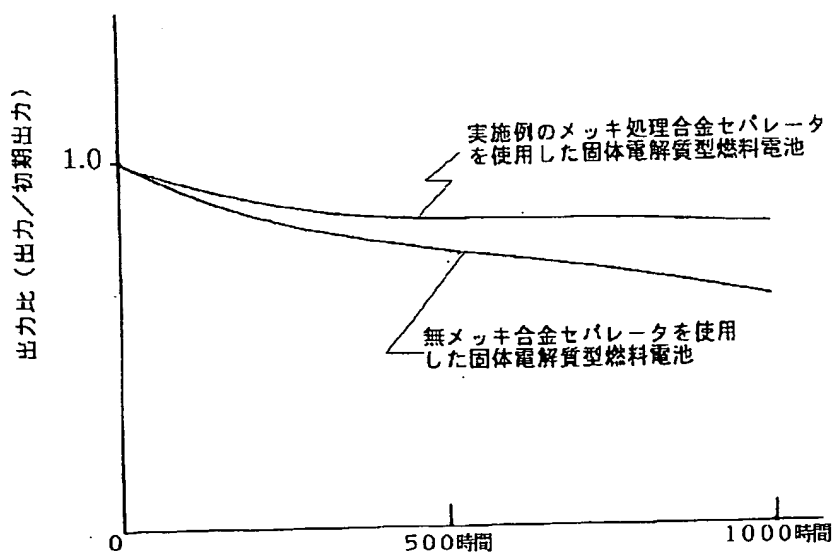 出力比(出力/初期出力)
1.0
実施例のメッキ処理合金セパレータ
を使用した固体電解質型燃料電池
無メッキ合金セパレータを使用
した固体電解質型燃料電池
0
500時間
1000時間